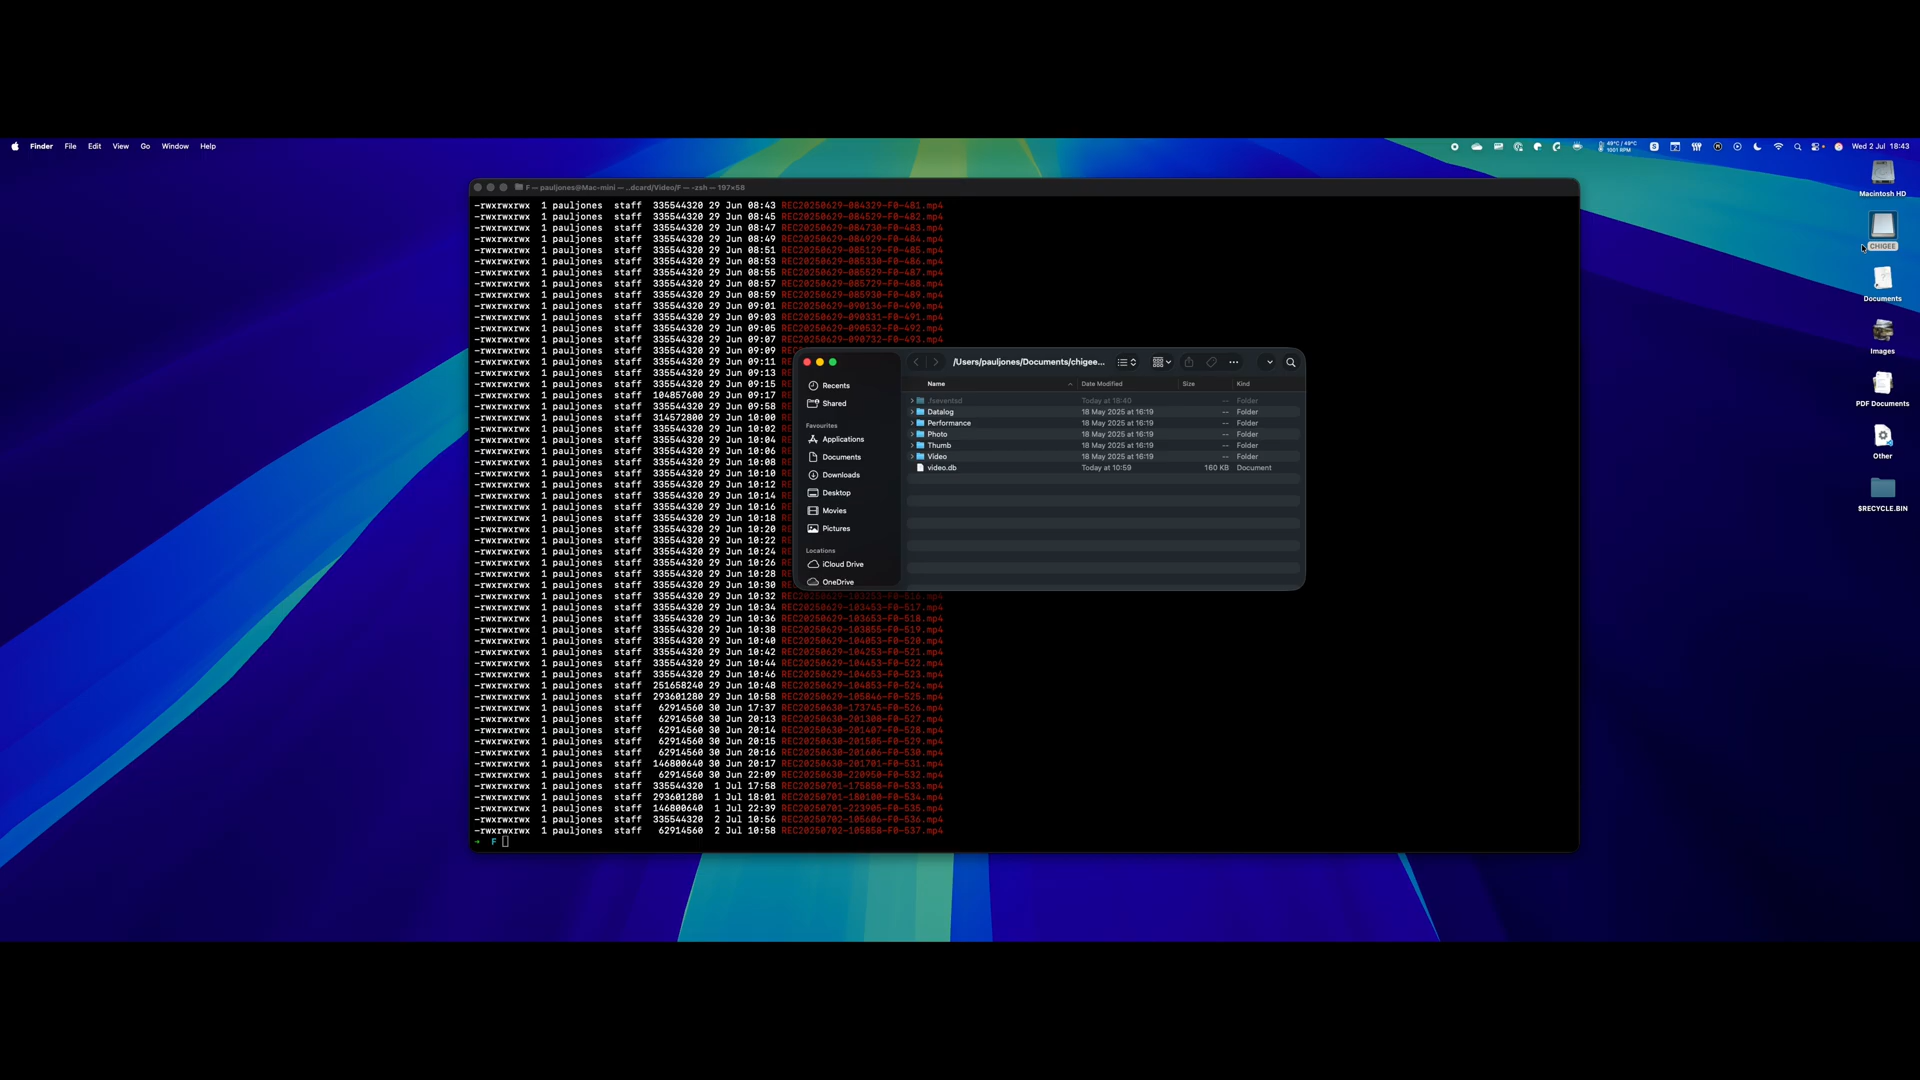 Finder File Edit View Go Window Help
49°C / 49°C
1001 RPM
Wed 2 Jul 18:43
Macintosh HD
CHIGEE
Documents
Images
PDF Documents
Other
$RECYCLE.BIN
F — pauljones@Mac-mini — ..dcard/Video/F — -zsh — 197×58
-rwxrwxrwx 1 pauljones staff 335544320 29 Jun 08:43 REC20250629-084329-F0-481.mp4
-rwxrwxrwx 1 pauljones staff 335544320 29 Jun 08:45 REC20250629-084529-F0-482.mp4
-rwxrwxrwx 1 pauljones staff 335544320 29 Jun 08:47 REC20250629-084730-F0-483.mp4
-rwxrwxrwx 1 pauljones staff 335544320 29 Jun 08:49 REC20250629-084929-F0-484.mp4
-rwxrwxrwx 1 pauljones staff 335544320 29 Jun 08:51 REC20250629-085129-F0-485.mp4
-rwxrwxrwx 1 pauljones staff 335544320 29 Jun 08:53 REC20250629-085330-F0-486.mp4
-rwxrwxrwx 1 pauljones staff 335544320 29 Jun 08:55 REC20250629-085529-F0-487.mp4
-rwxrwxrwx 1 pauljones staff 335544320 29 Jun 08:57 REC20250629-085729-F0-488.mp4
-rwxrwxrwx 1 pauljones staff 335544320 29 Jun 08:59 REC20250629-085930-F0-489.mp4
-rwxrwxrwx 1 pauljones staff 335544320 29 Jun 09:01 REC20250629-090136-F0-490.mp4
-rwxrwxrwx 1 pauljones staff 335544320 29 Jun 09:03 REC20250629-090331-F0-491.mp4
-rwxrwxrwx 1 pauljones staff 335544320 29 Jun 09:05 REC20250629-090532-F0-492.mp4
-rwxrwxrwx 1 pauljones staff 335544320 29 Jun 09:07 REC20250629-090732-F0-493.mp4
-rwxrwxrwx 1 pauljones staff 335544320 29 Jun 09:09 RE
-rwxrwxrwx 1 pauljones staff 335544320 29 Jun 09:11 RE
-rwxrwxrwx 1 pauljones staff 335544320 29 Jun 09:13 RE
-rwxrwxrwx 1 pauljones staff 335544320 29 Jun 09:15 RE
-rwxrwxrwx 1 pauljones staff 104857600 29 Jun 09:17 RE
-rwxrwxrwx 1 pauljones staff 335544320 29 Jun 09:58 RE
-rwxrwxrwx 1 pauljones staff 314572800 29 Jun 10:00 RE
-rwxrwxrwx 1 pauljones staff 335544320 29 Jun 10:02 RE
-rwxrwxrwx 1 pauljones staff 335544320 29 Jun 10:04 RE
-rwxrwxrwx 1 pauljones staff 335544320 29 Jun 10:06 RE
-rwxrwxrwx 1 pauljones staff 335544320 29 Jun 10:08 RE
-rwxrwxrwx 1 pauljones staff 335544320 29 Jun 10:10 RE
-rwxrwxrwx 1 pauljones staff 335544320 29 Jun 10:12 RE
-rwxrwxrwx 1 pauljones staff 335544320 29 Jun 10:14 RE
-rwxrwxrwx 1 pauljones staff 335544320 29 Jun 10:16 RE
-rwxrwxrwx 1 pauljones staff 335544320 29 Jun 10:18 RE
-rwxrwxrwx 1 pauljones staff 335544320 29 Jun 10:20 RE
-rwxrwxrwx 1 pauljones staff 335544320 29 Jun 10:22 RE
-rwxrwxrwx 1 pauljones staff 335544320 29 Jun 10:24 RE
-rwxrwxrwx 1 pauljones staff 335544320 29 Jun 10:26 RE
-rwxrwxrwx 1 pauljones staff 335544320 29 Jun 10:28 RE
-rwxrwxrwx 1 pauljones staff 335544320 29 Jun 10:30 RE
-rwxrwxrwx 1 pauljones staff 335544320 29 Jun 10:32 REC20250629-103253-F0-516.mp4
-rwxrwxrwx 1 pauljones staff 335544320 29 Jun 10:34 REC20250629-103453-F0-517.mp4
-rwxrwxrwx 1 pauljones staff 335544320 29 Jun 10:36 REC20250629-103653-F0-518.mp4
-rwxrwxrwx 1 pauljones staff 335544320 29 Jun 10:38 REC20250629-103855-F0-519.mp4
-rwxrwxrwx 1 pauljones staff 335544320 29 Jun 10:40 REC20250629-104053-F0-520.mp4
-rwxrwxrwx 1 pauljones staff 335544320 29 Jun 10:42 REC20250629-104253-F0-521.mp4
-rwxrwxrwx 1 pauljones staff 335544320 29 Jun 10:44 REC20250629-104453-F0-522.mp4
-rwxrwxrwx 1 pauljones staff 335544320 29 Jun 10:46 REC20250629-104653-F0-523.mp4
-rwxrwxrwx 1 pauljones staff 251658240 29 Jun 10:48 REC20250629-104853-F0-524.mp4
-rwxrwxrwx 1 pauljones staff 293601280 29 Jun 10:58 REC20250629-105846-F0-525.mp4
-rwxrwxrwx 1 pauljones staff 62914560 30 Jun 17:37 REC20250630-173745-F0-526.mp4
-rwxrwxrwx 1 pauljones staff 62914560 30 Jun 20:13 REC20250630-201308-F0-527.mp4
-rwxrwxrwx 1 pauljones staff 62914560 30 Jun 20:14 REC20250630-201407-F0-528.mp4
-rwxrwxrwx 1 pauljones staff 62914560 30 Jun 20:15 REC20250630-201505-F0-529.mp4
-rwxrwxrwx 1 pauljones staff 62914560 30 Jun 20:16 REC20250630-201606-F0-530.mp4
-rwxrwxrwx 1 pauljones staff 146800640 30 Jun 20:17 REC20250630-201701-F0-531.mp4
-rwxrwxrwx 1 pauljones staff 62914560 30 Jun 22:09 REC20250630-220950-F0-532.mp4
-rwxrwxrwx 1 pauljones staff 335544320 1 Jul 17:58 REC20250701-175858-F0-533.mp4
-rwxrwxrwx 1 pauljones staff 293601280 1 Jul 18:01 REC20250701-180100-F0-534.mp4
-rwxrwxrwx 1 pauljones staff 146800640 1 Jul 22:39 REC20250701-223905-F0-535.mp4
-rwxrwxrwx 1 pauljones staff 335544320 2 Jul 10:56 REC20250702-105606-F0-536.mp4
-rwxrwxrwx 1 pauljones staff 62914560 2 Jul 10:58 REC20250702-105858-F0-537.mp4
→ F
/Users/pauljones/Documents/chigee...
Recents
Shared
Favourites
Applications
Documents
Downloads
Desktop
Movies
Pictures
Locations
iCloud Drive
OneDrive
Name Date Modified Size Kind
.fseventsd Today at 18:40 -- Folder
Datalog 18 May 2025 at 16:19 -- Folder
Performance 18 May 2025 at 16:19 -- Folder
Photo 18 May 2025 at 16:19 -- Folder
Thumb 18 May 2025 at 16:19 -- Folder
Video 18 May 2025 at 16:19 -- Folder
video.db Today at 10:59 160 KB Document